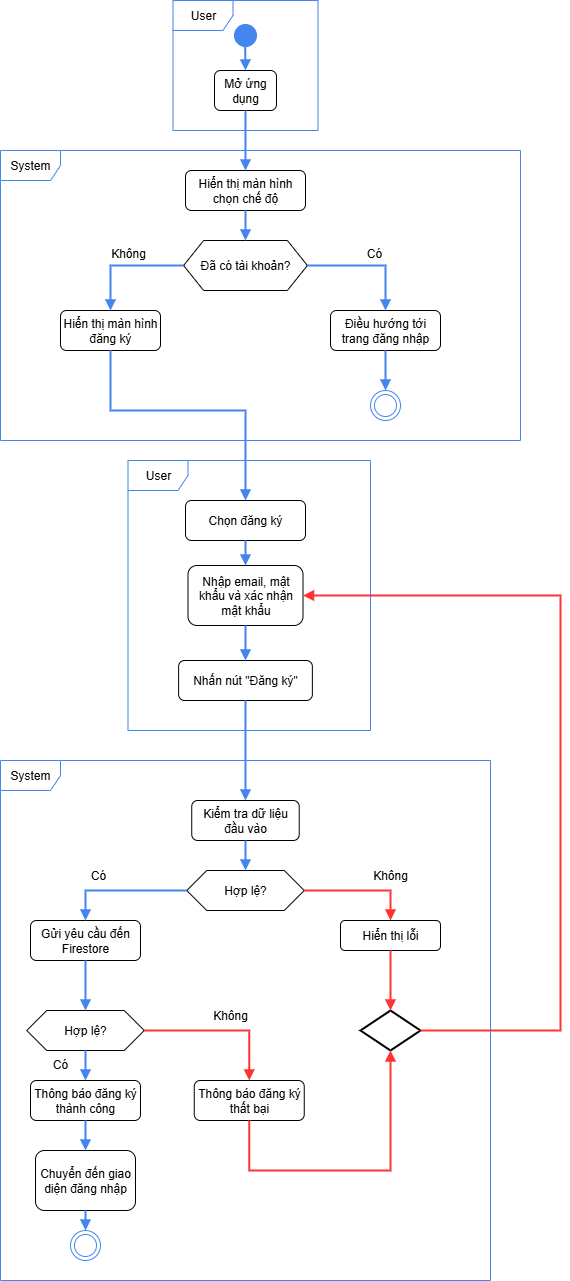 User
Mở ứng
dụng
System
Hiển thị màn hình
chọn chế độ
Đã có tài khoản?
Không
Có
Hiển thị màn hình
đăng ký
Điều hướng tới
trang đăng nhập
User
Chọn đăng ký
Nhập email, mật
khẩu và xác nhận
mật khẩu
Nhấn nút "Đăng ký"
System
Kiểm tra dữ liệu
đầu vào
Hợp lệ?
Có
Không
Gửi yêu cầu đến
Firestore
Hiển thị lỗi
Hợp lệ?
Không
Có
Thông báo đăng ký
thành công
Thông báo đăng ký
thất bại
Chuyển đến giao
diện đăng nhập